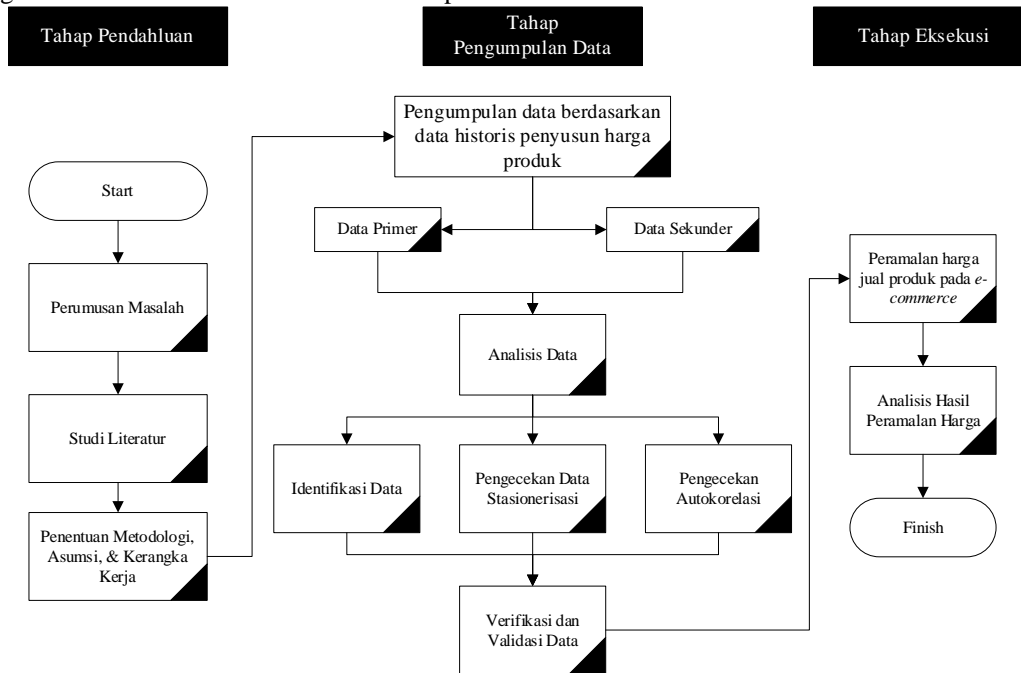 Tahap Pendahluan
Tahap
Pengumpulan Data
Tahap Eksekusi
Start
Perumusan Masalah
Studi Literatur
Penentuan Metodologi,
Asumsi, & Kerangka
Kerja
Pengumpulan data berdasarkan
data historis penyusun harga
produk
Data Primer
Data Sekunder
Analisis Data
Identifikasi Data
Pengecekan Data
Stasionerisasi
Pengecekan
Autokorelasi
Verifikasi dan
Validasi Data
Peramalan harga
jual produk pada e-
commerce
Analisis Hasil
Peramalan Harga
Finish